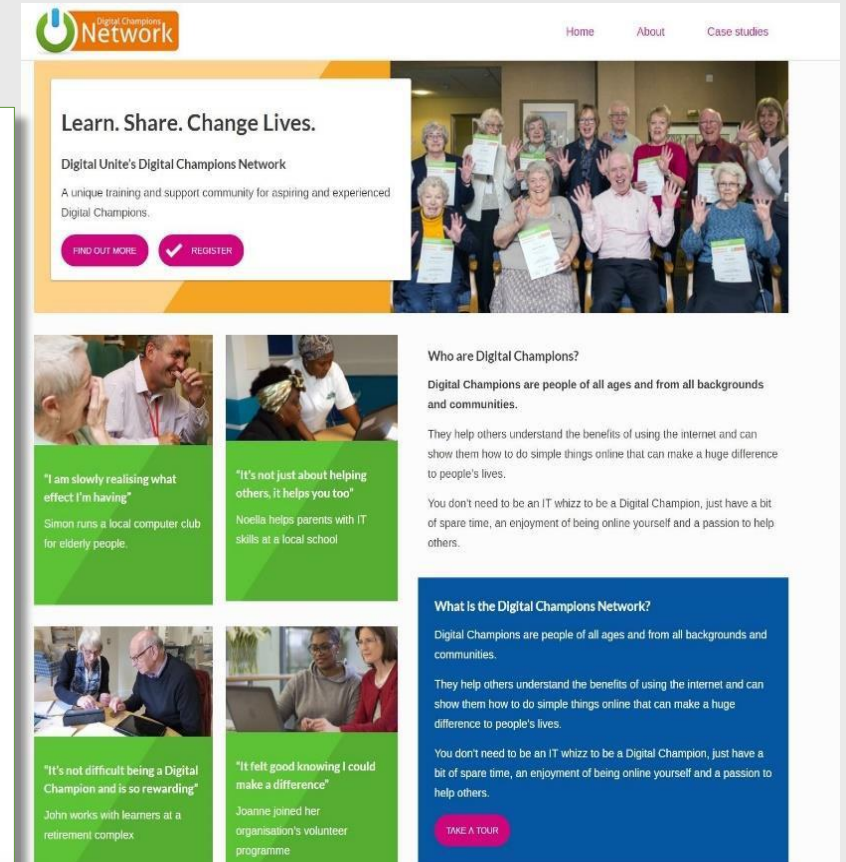 Digital Champions
Network
Home
About
Case studies
Learn. Share. Change Lives.
Digital Unite's Digital Champions Network
A unique training and support community for aspiring and experienced
Digital Champions.
FIND OUT MORE
REGISTER
"I am slowly realising what
effect I'm having"
Simon runs a local computer club
for elderly people.
"It's not just about helping
others, it helps you too"
Noella helps parents with IT
skills at a local school
Who are Digital Champions?
Digital Champions are people of all ages and from all backgrounds
and communities.
They help others understand the benefits of using the internet and can
show them how to do simple things online that can make a huge difference
to people's lives.
You don't need to be an IT whizz to be a Digital Champion, just have a bit
of spare time, an enjoyment of being online yourself and a passion to help
others.
"It's not difficult being a Digital
Champion and is so rewarding"
John works with learners at a
retirement complex
"It felt good knowing I could
make a difference"
Joanne joined her
organisation's volunteer
programme
What is the Digital Champions Network?
Digital Champions are people of all ages and from all backgrounds and
communities.
They help others understand the benefits of using the internet and can
show them how to do simple things online that can make a huge
difference to people's lives.
You don't need to be an IT whizz to be a Digital Champion, just have a
bit of spare time, an enjoyment of being online yourself and a passion to
help others.
TAKE A TOUR